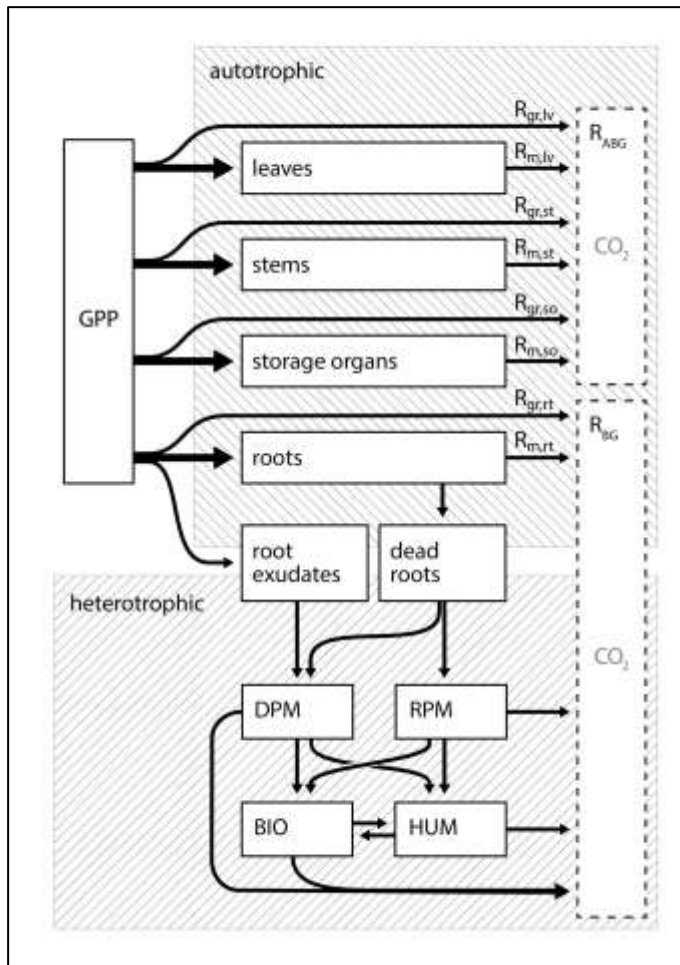 autotrophic
R_gr,lv
R_ABG
leaves
R_m,lv
R_gr,st
stems
R_m,st
CO₂
GPP
R_gr,so
storage organs
R_m,so
R_gr,rt
R_BG
roots
R_m,rt
root
exudates
dead
roots
heterotrophic
CO₂
DPM
RPM
BIO
HUM